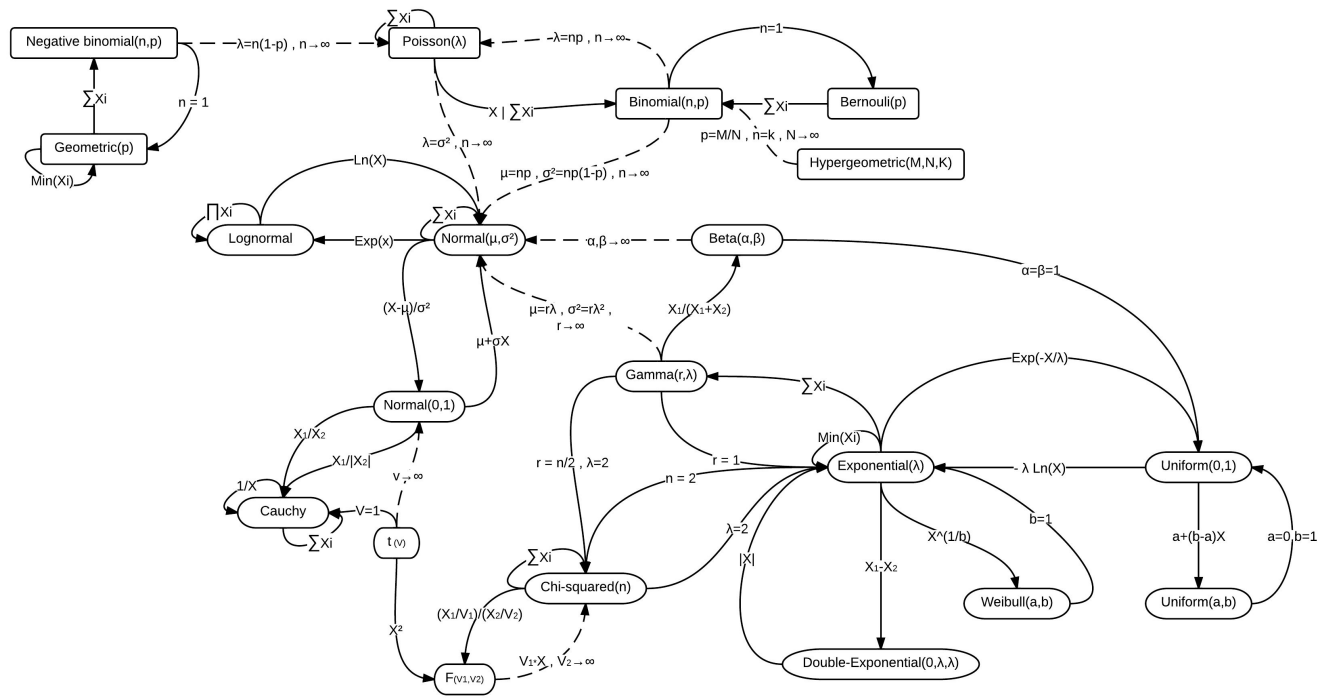 ∑Xi
n=1
Negative binomial(n,p)
λ=n(1-p) , n→∞
Poisson(λ)
λ=np , n→∞
∑Xi
n = 1
X | ∑Xi
Binomial(n,p)
∑Xi
Bernouli(p)
Geometric(p)
λ=σ² , n→∞
p=M/N , n=k , N→∞
Hypergeometric(M,N,K)
Min(Xi)
Ln(X)
μ=np , σ²=np(1-p) , n→∞
∏Xi
∑Xi
Lognormal
Exp(x)
Normal(μ,σ²)
α,β→∞
Beta(α,β)
α=β=1
(X-μ)/σ²
μ=rλ , σ²=rλ² ,
r→∞
X1/(X1+X2)
μ+σX
Exp(-X/λ)
Gamma(r,λ)
∑Xi
Normal(0,1)
X1/X2
X1/|X2|
Min(Xi)
r = n/2 , λ=2
r = 1
Exponential(λ)
- λ Ln(X)
Uniform(0,1)
v→∞
n = 2
1/X
Cauchy
V=1
∑Xi
t (V)
λ=2
b=1
X^(1/b)
a+(b-a)X
a=0,b=1
∑Xi
|X|
X1-X2
Chi-squared(n)
Weibull(a,b)
Uniform(a,b)
(X1/V1)/(X2/V2)
X²
V1*X , V2→∞
Double-Exponential(0,λ,λ)
F(V1,V2)